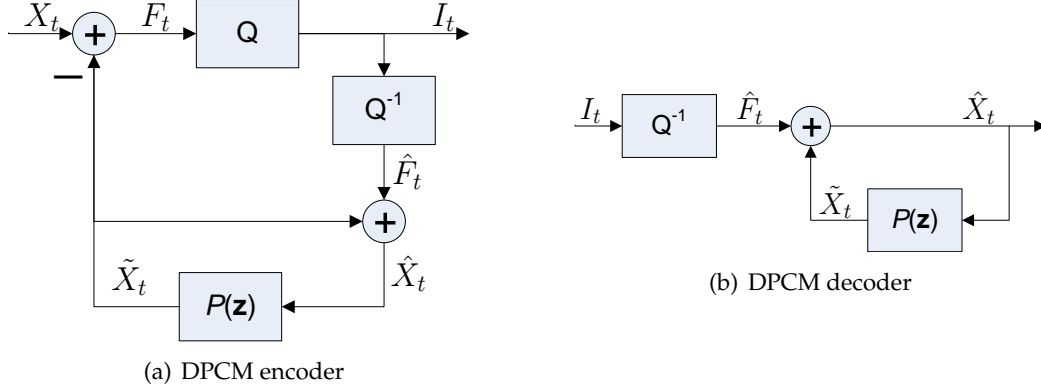 X_t F_t Q I_t
+
−
Q⁻¹
F̂_t
+
X̃_t X̂_t
P(z)
(a) DPCM encoder
I_t Q⁻¹ F̂_t + X̂_t
X̃_t P(z)
(b) DPCM decoder